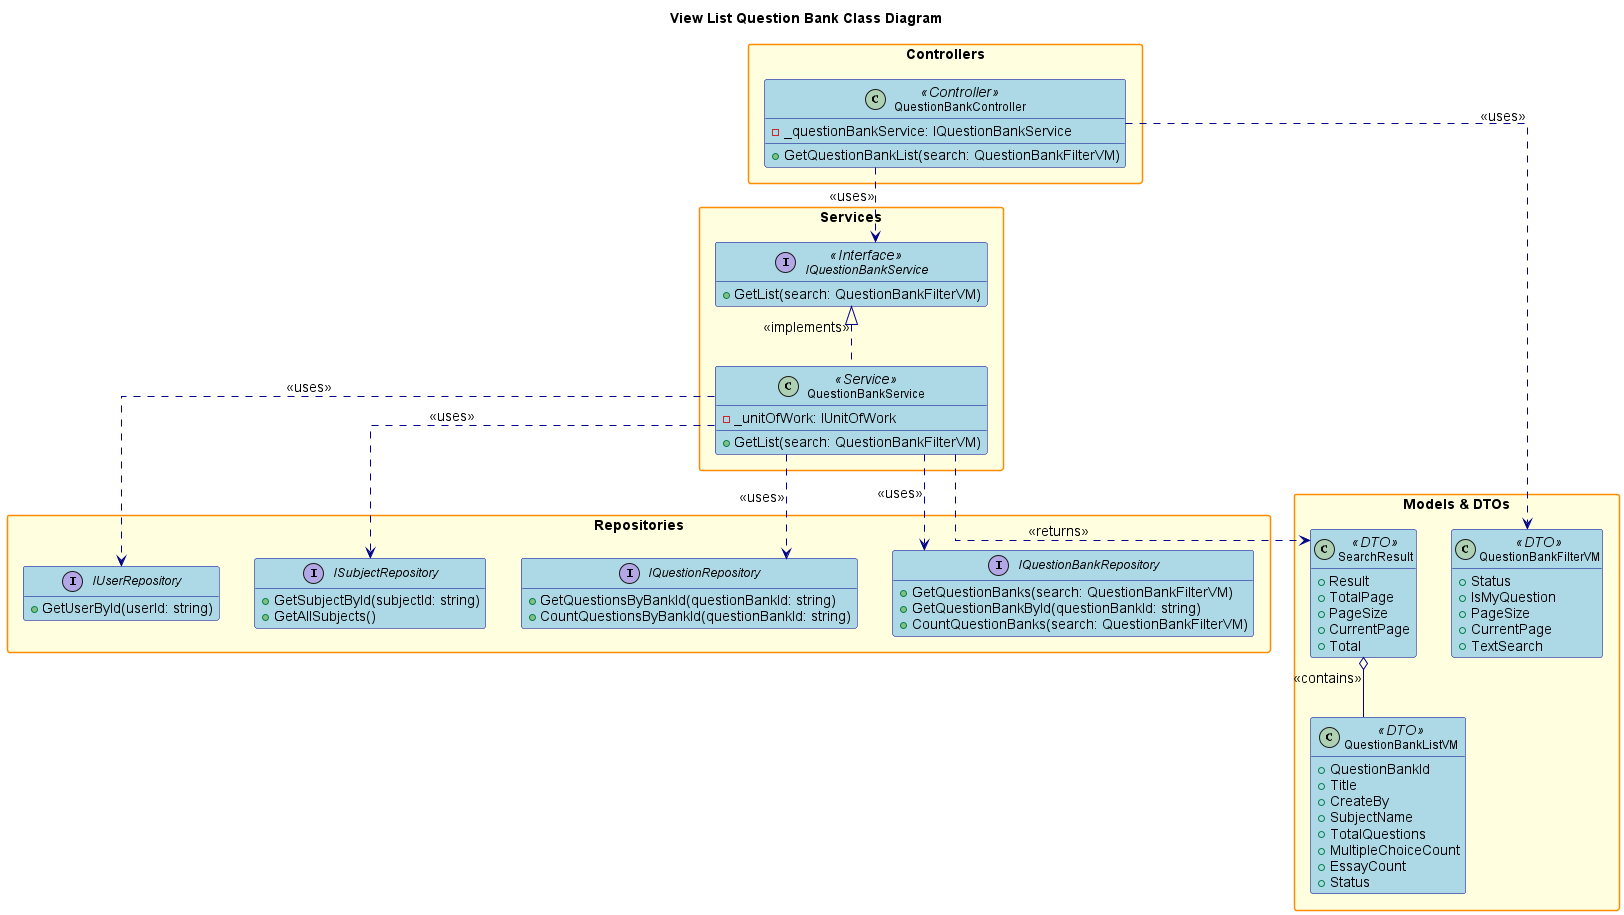 View List Question Bank Class Diagram
Controllers
C
«Controller»
QuestionBankController
_questionBankService: IQuestionBankService
GetQuestionBankList(search: QuestionBankFilterVM)
«uses»
«uses»
Services
I
«Interface»
IQuestionBankService
GetList(search: QuestionBankFilterVM)
«implements»
C
«Service»
QuestionBankService
_unitOfWork: IUnitOfWork
GetList(search: QuestionBankFilterVM)
«uses»
«uses»
«uses»
«uses»
«returns»
Repositories
I
IUserRepository
GetUserById(userId: string)
I
ISubjectRepository
GetSubjectById(subjectId: string)
GetAllSubjects()
I
IQuestionRepository
GetQuestionsByBankId(questionBankId: string)
CountQuestionsByBankId(questionBankId: string)
I
IQuestionBankRepository
GetQuestionBanks(search: QuestionBankFilterVM)
GetQuestionBankById(questionBankId: string)
CountQuestionBanks(search: QuestionBankFilterVM)
Models & DTOs
C
«DTO»
SearchResult
Result
TotalPage
PageSize
CurrentPage
Total
C
«DTO»
QuestionBankFilterVM
Status
IsMyQuestion
PageSize
CurrentPage
TextSearch
«contains»
C
«DTO»
QuestionBankListVM
QuestionBankId
Title
CreateBy
SubjectName
TotalQuestions
MultipleChoiceCount
EssayCount
Status